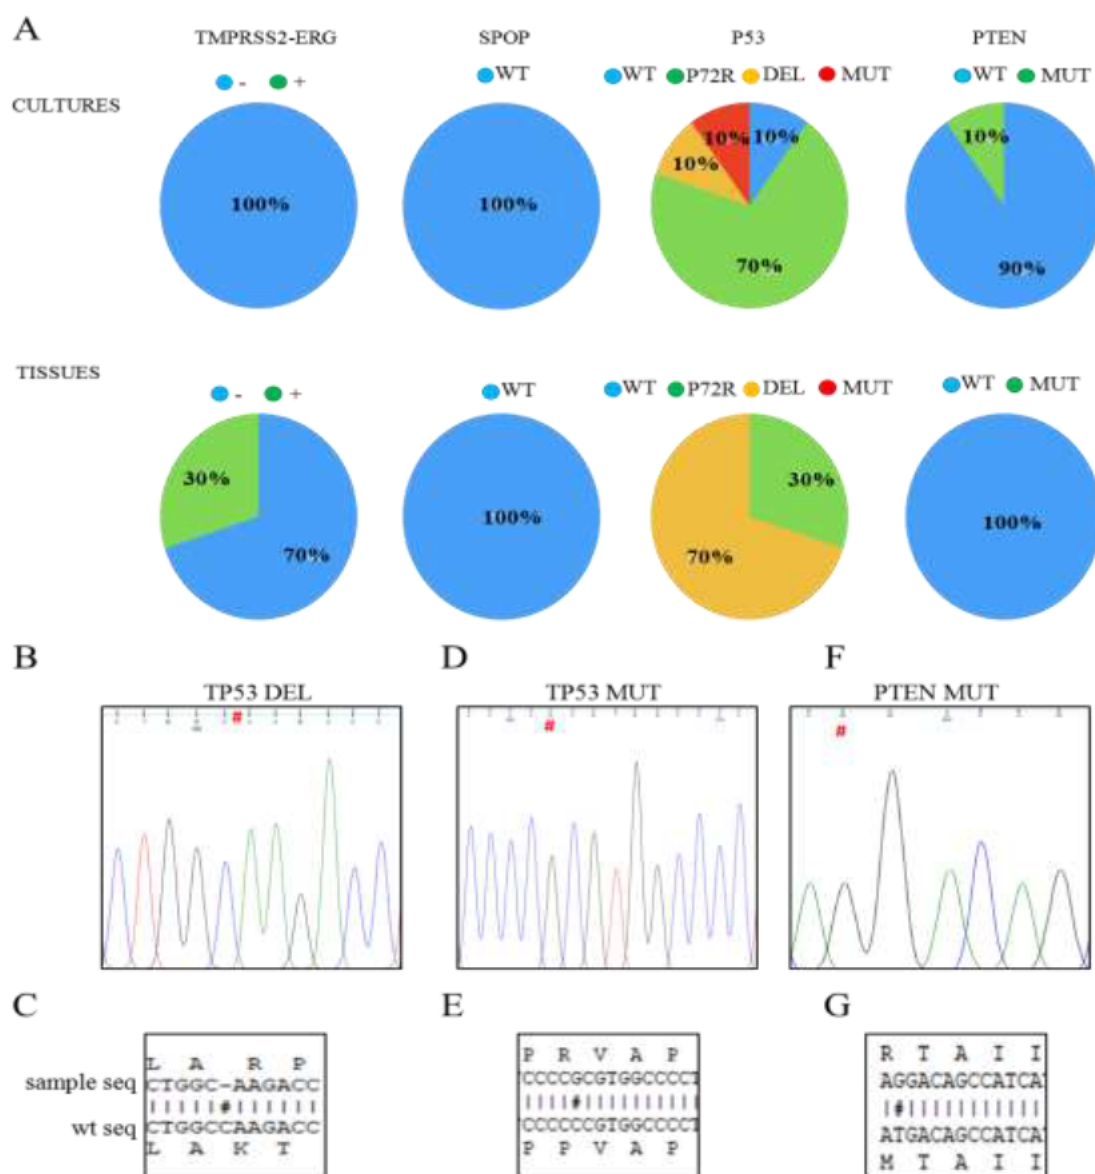 A
TMPRSS2-ERG SPOP P53 PTEN
- + WT WT P72R DEL MUT WT MUT
CULTURES
100% 100% 10% 10% 10% 70% 10% 90%
TISSUES
- + WT WT P72R DEL MUT WT MUT
30% 70% 100% 30% 70% 100%
B D F
TP53 DEL TP53 MUT PTEN MUT
# # #
C E G
L A R P
sample seq CTGGC-AAGACC
|||||#||||||
wt seq CTGGCCAAGACC
L A K T
P R V A P
CCCCGCGTGGCCCCT
||||#||||||||||
CCCCCCGTGGCCCCT
P P V A P
R T A I I
AGGACAGCCATCA
|#|||||||||||
ATGACAGCCATCA
M T A I I